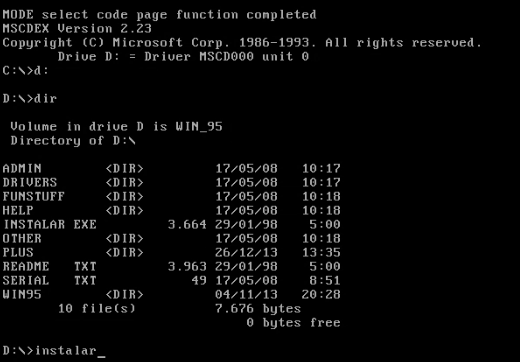 MODE select code page function completed
MSCDEX Version 2.23
Copyright (C) Microsoft Corp. 1986-1993. All rights reserved.
        Drive D: = Driver MSCD000 unit 0
C:\>d:
D:\>dir
 Volume in drive D is WIN_95
 Directory of D:\
ADMIN        <DIR>         17/05/08   10:17
DRIVERS      <DIR>         17/05/08   10:17
FUNSTUFF     <DIR>         17/05/08   10:18
HELP         <DIR>         17/05/08   10:18
INSTALAR EXE         3.664 29/01/98    5:00
OTHER        <DIR>         17/05/08   10:18
PLUS         <DIR>         26/12/13   13:35
README   TXT         3.963 29/01/98    5:00
SERIAL   TXT            49 17/05/08    8:51
WIN95        <DIR>         04/11/13   20:28
       10 file(s)          7.676 bytes
                               0 bytes free
D:\>instalar_